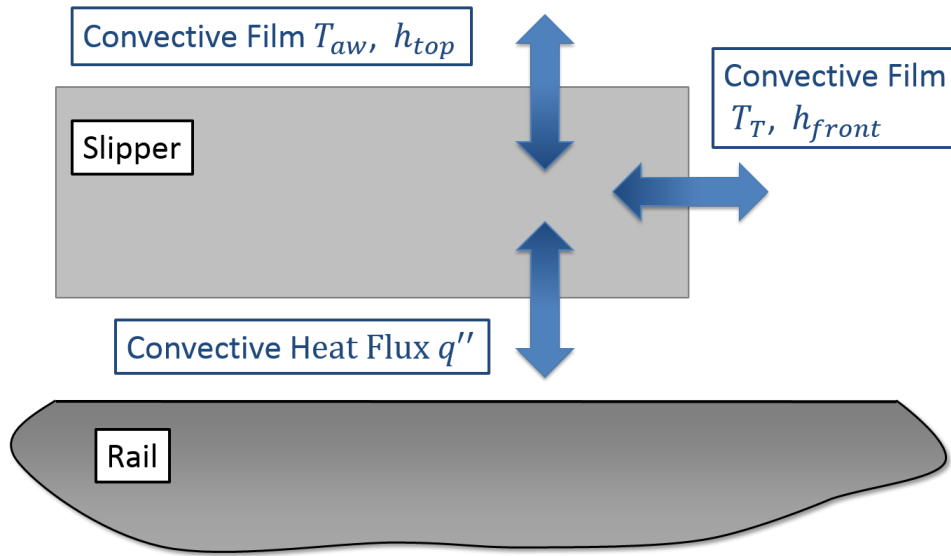 Convective Film T_aw, h_top
Convective Film
T_T, h_front
Slipper
Convective Heat Flux q′′
Rail